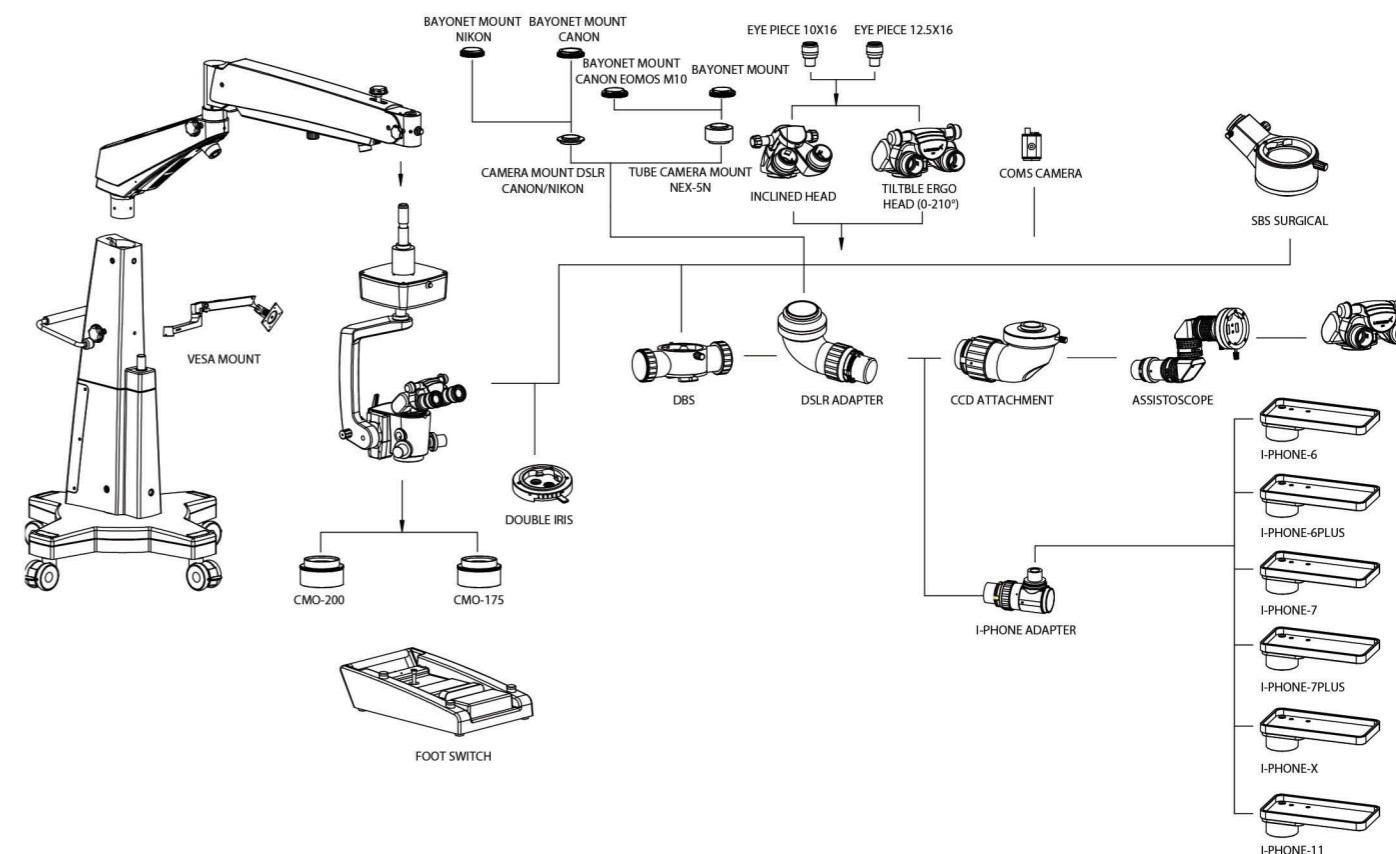 BAYONET MOUNT
NIKON
BAYONET MOUNT
CANON
BAYONET MOUNT
CANON EOMOS M10
BAYONET MOUNT
EYE PIECE 10X16
EYE PIECE 12.5X16
CAMERA MOUNT DSLR
CANON/NIKON
TUBE CAMERA MOUNT
NEX-5N
INCLINED HEAD
TILTBLE ERGO
HEAD (0-210°)
COMS CAMERA
SBS SURGICAL
VESA MOUNT
DBS
DSLR ADAPTER
CCD ATTACHMENT
ASSISTOSCOPE
DOUBLE IRIS
CMO-200
CMO-175
FOOT SWITCH
I-PHONE ADAPTER
I-PHONE-6
I-PHONE-6PLUS
I-PHONE-7
I-PHONE-7PLUS
I-PHONE-X
I-PHONE-11